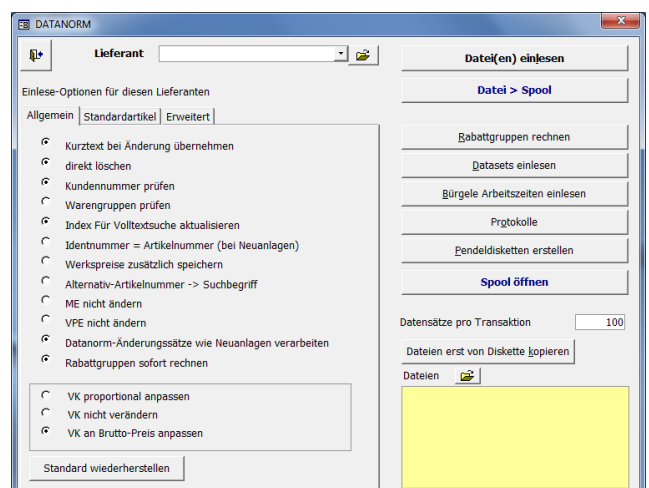 DATANORM
Lieferant
Einlese-Optionen für diesen Lieferanten
Allgemein Standardartikel Erweitert
Kurztext bei Änderung übernehmen
direkt löschen
Kundennummer prüfen
Warengruppen prüfen
Index Für Volltextsuche aktualisieren
Identnummer = Artikelnummer (bei Neuanlagen)
Werkspreise zusätzlich speichern
Alternativ-Artikelnummer -> Suchbegriff
ME nicht ändern
VPE nicht ändern
Datanorm-Änderungssätze wie Neuanlagen verarbeiten
Rabattgruppen sofort rechnen
VK proportional anpassen
VK nicht verändern
VK an Brutto-Preis anpassen
Standard wiederherstellen
Datei(en) einlesen
Datei > Spool
Rabattgruppen rechnen
Datasets einlesen
Bürgele Arbeitszeiten einlesen
Protokolle
Pendeldisketten erstellen
Spool öffnen
Datensätze pro Transaktion 100
Dateien erst von Diskette kopieren
Dateien